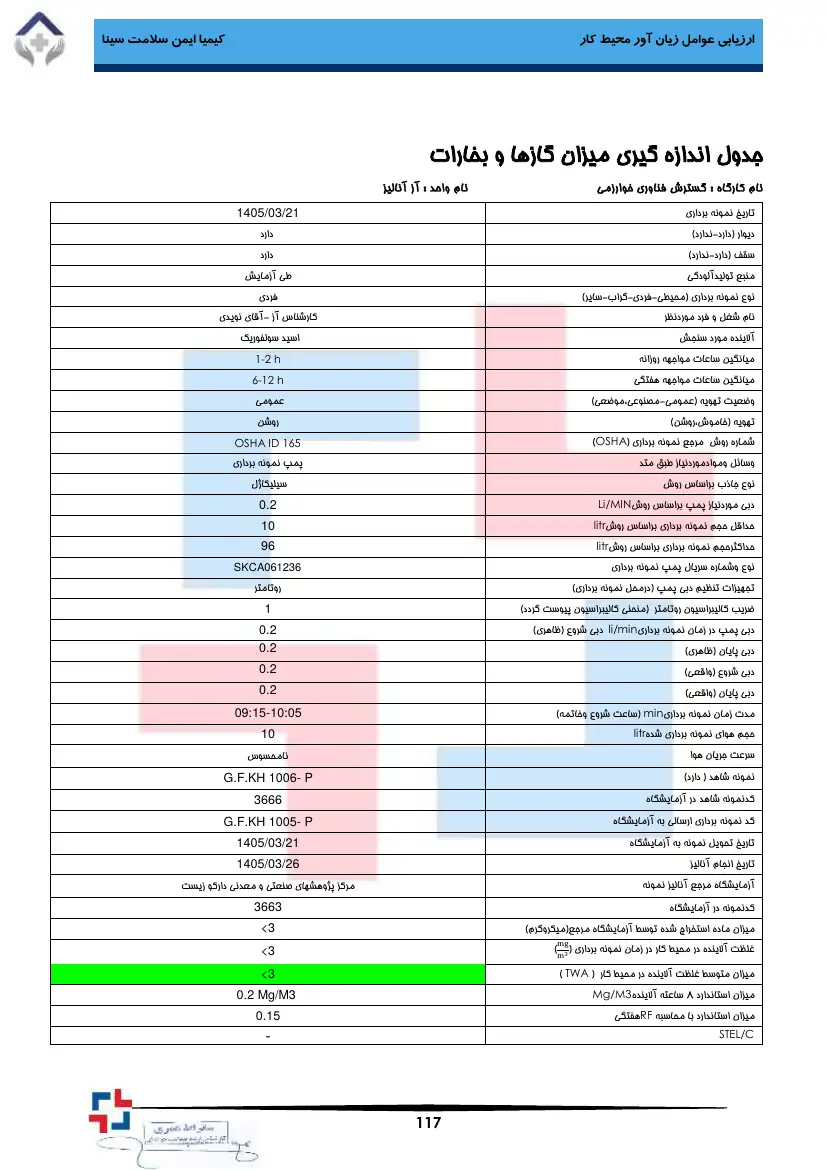 ارزیابی عوامل زیان آور محیط کار کیمیا ایمن سلامت سینا
جدول اندازه گیری میزان گازها و بخارات
نام کارگاه : گسترش فناوری خوارزمی نام واحد : آز آنالیز
تاریخ نمونه برداری 1405/03/21
دیوار (دارد-ندارد) دارد
سقف (دارد-ندارد) دارد
منبع تولیدآلودگی طی آزمایش
نوع نمونه برداری (محیطی-فردی-گراب-سایر) فردی
نام شغل و فرد موردنظر کارشناس آز -آقای نویدی
آلاینده مورد سنجش اسید سولفوریک
میانگین ساعات مواجهه روزانه 1-2 h
میانگین ساعات مواجهه هفتگی 6-12 h
وضعیت تهویه (عمومی-مصنوعی،موضعی) عمومی
تهویه (خاموش،روشن) روشن
شماره روش مرجع نمونه برداری (OSHA) OSHA ID 165
وسائل وموادموردنیاز طبق متد پمپ نمونه برداری
نوع جاذب براساس روش سیلیکاژل
دبی موردنیاز پمپ براساس روشLi/MIN 0.2
حداقل حجم نمونه برداری براساس روشlitr 10
حداکثرحجم نمونه برداری براساس روشlitr 96
نوع وشماره سریال پمپ نمونه برداری SKCA061236
تجهیزات تنظیم دبی پمپ (درمحل نمونه برداری) روتامتر
ضریب کالیبراسیون روتامتر (منحنی کالیبراسیون پیوست گردد) 1
دبی پمپ در زمان نمونه برداریli/min دبی شروع (ظاهری) 0.2
دبی پایان (ظاهری) 0.2
دبی شروع (واقعی) 0.2
دبی پایان (واقعی) 0.2
مدت زمان نمونه برداریmin (ساعت شروع وخاتمه) 09:15-10:05
حجم هوای نمونه برداری شدهlitr 10
سرعت جریان هوا نامحسوس
نمونه شاهد ( دارد) G.F.KH 1006- P
کدنمونه شاهد در آزمایشگاه 3666
کد نمونه برداری ارسالی به آزمایشگاه G.F.KH 1005- P
تاریخ تحویل نمونه به آزمایشگاه 1405/03/21
تاریخ انجام آنالیز 1405/03/26
آزمایشگاه مرجع آنالیز نمونه مرکز پژوهشهای صنعتی و معدنی دارکو زیست
کدنمونه در آزمایشگاه 3663
میزان ماده استخراج شده توسط آزمایشگاه مرجع(میکروگرم) <3
غلظت آلاینده در محیط کار در زمان نمونه برداری (mg/m³) <3
میزان متوسط غلظت آلاینده در محیط کار ( TWA ) <3
میزان استاندارد ۸ ساعته آلایندهMg/M3 0.2 Mg/M3
میزان استاندارد با محاسبه RFهفتگی 0.15
STEL/C -
117